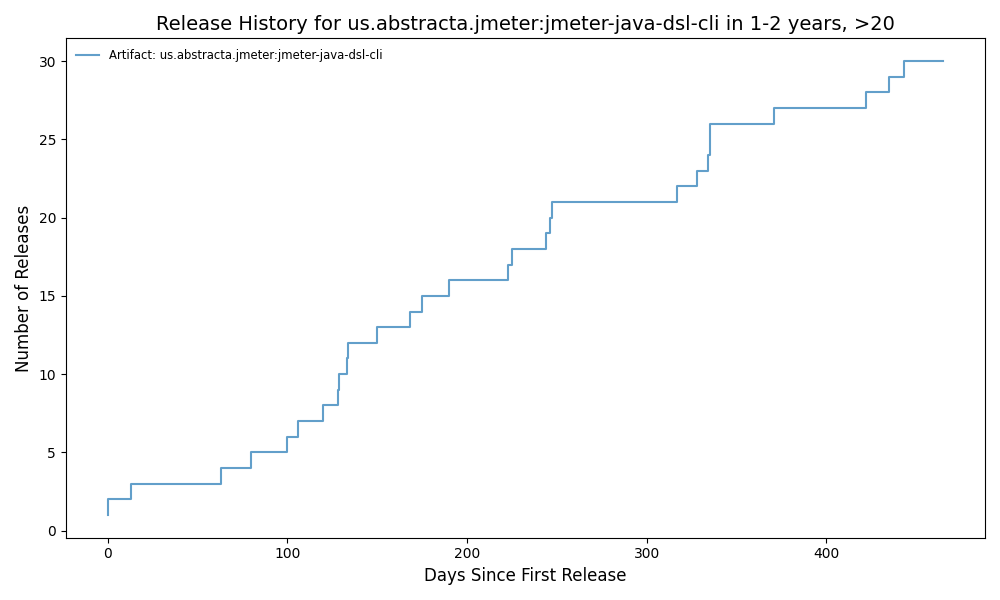 Release History for us.abstracta.jmeter:jmeter-java-dsl-cli in 1-2 years, >20
Artifact: us.abstracta.jmeter:jmeter-java-dsl-cli
30
25
20
15
10
5
0
Number of Releases
0 100 200 300 400
Days Since First Release